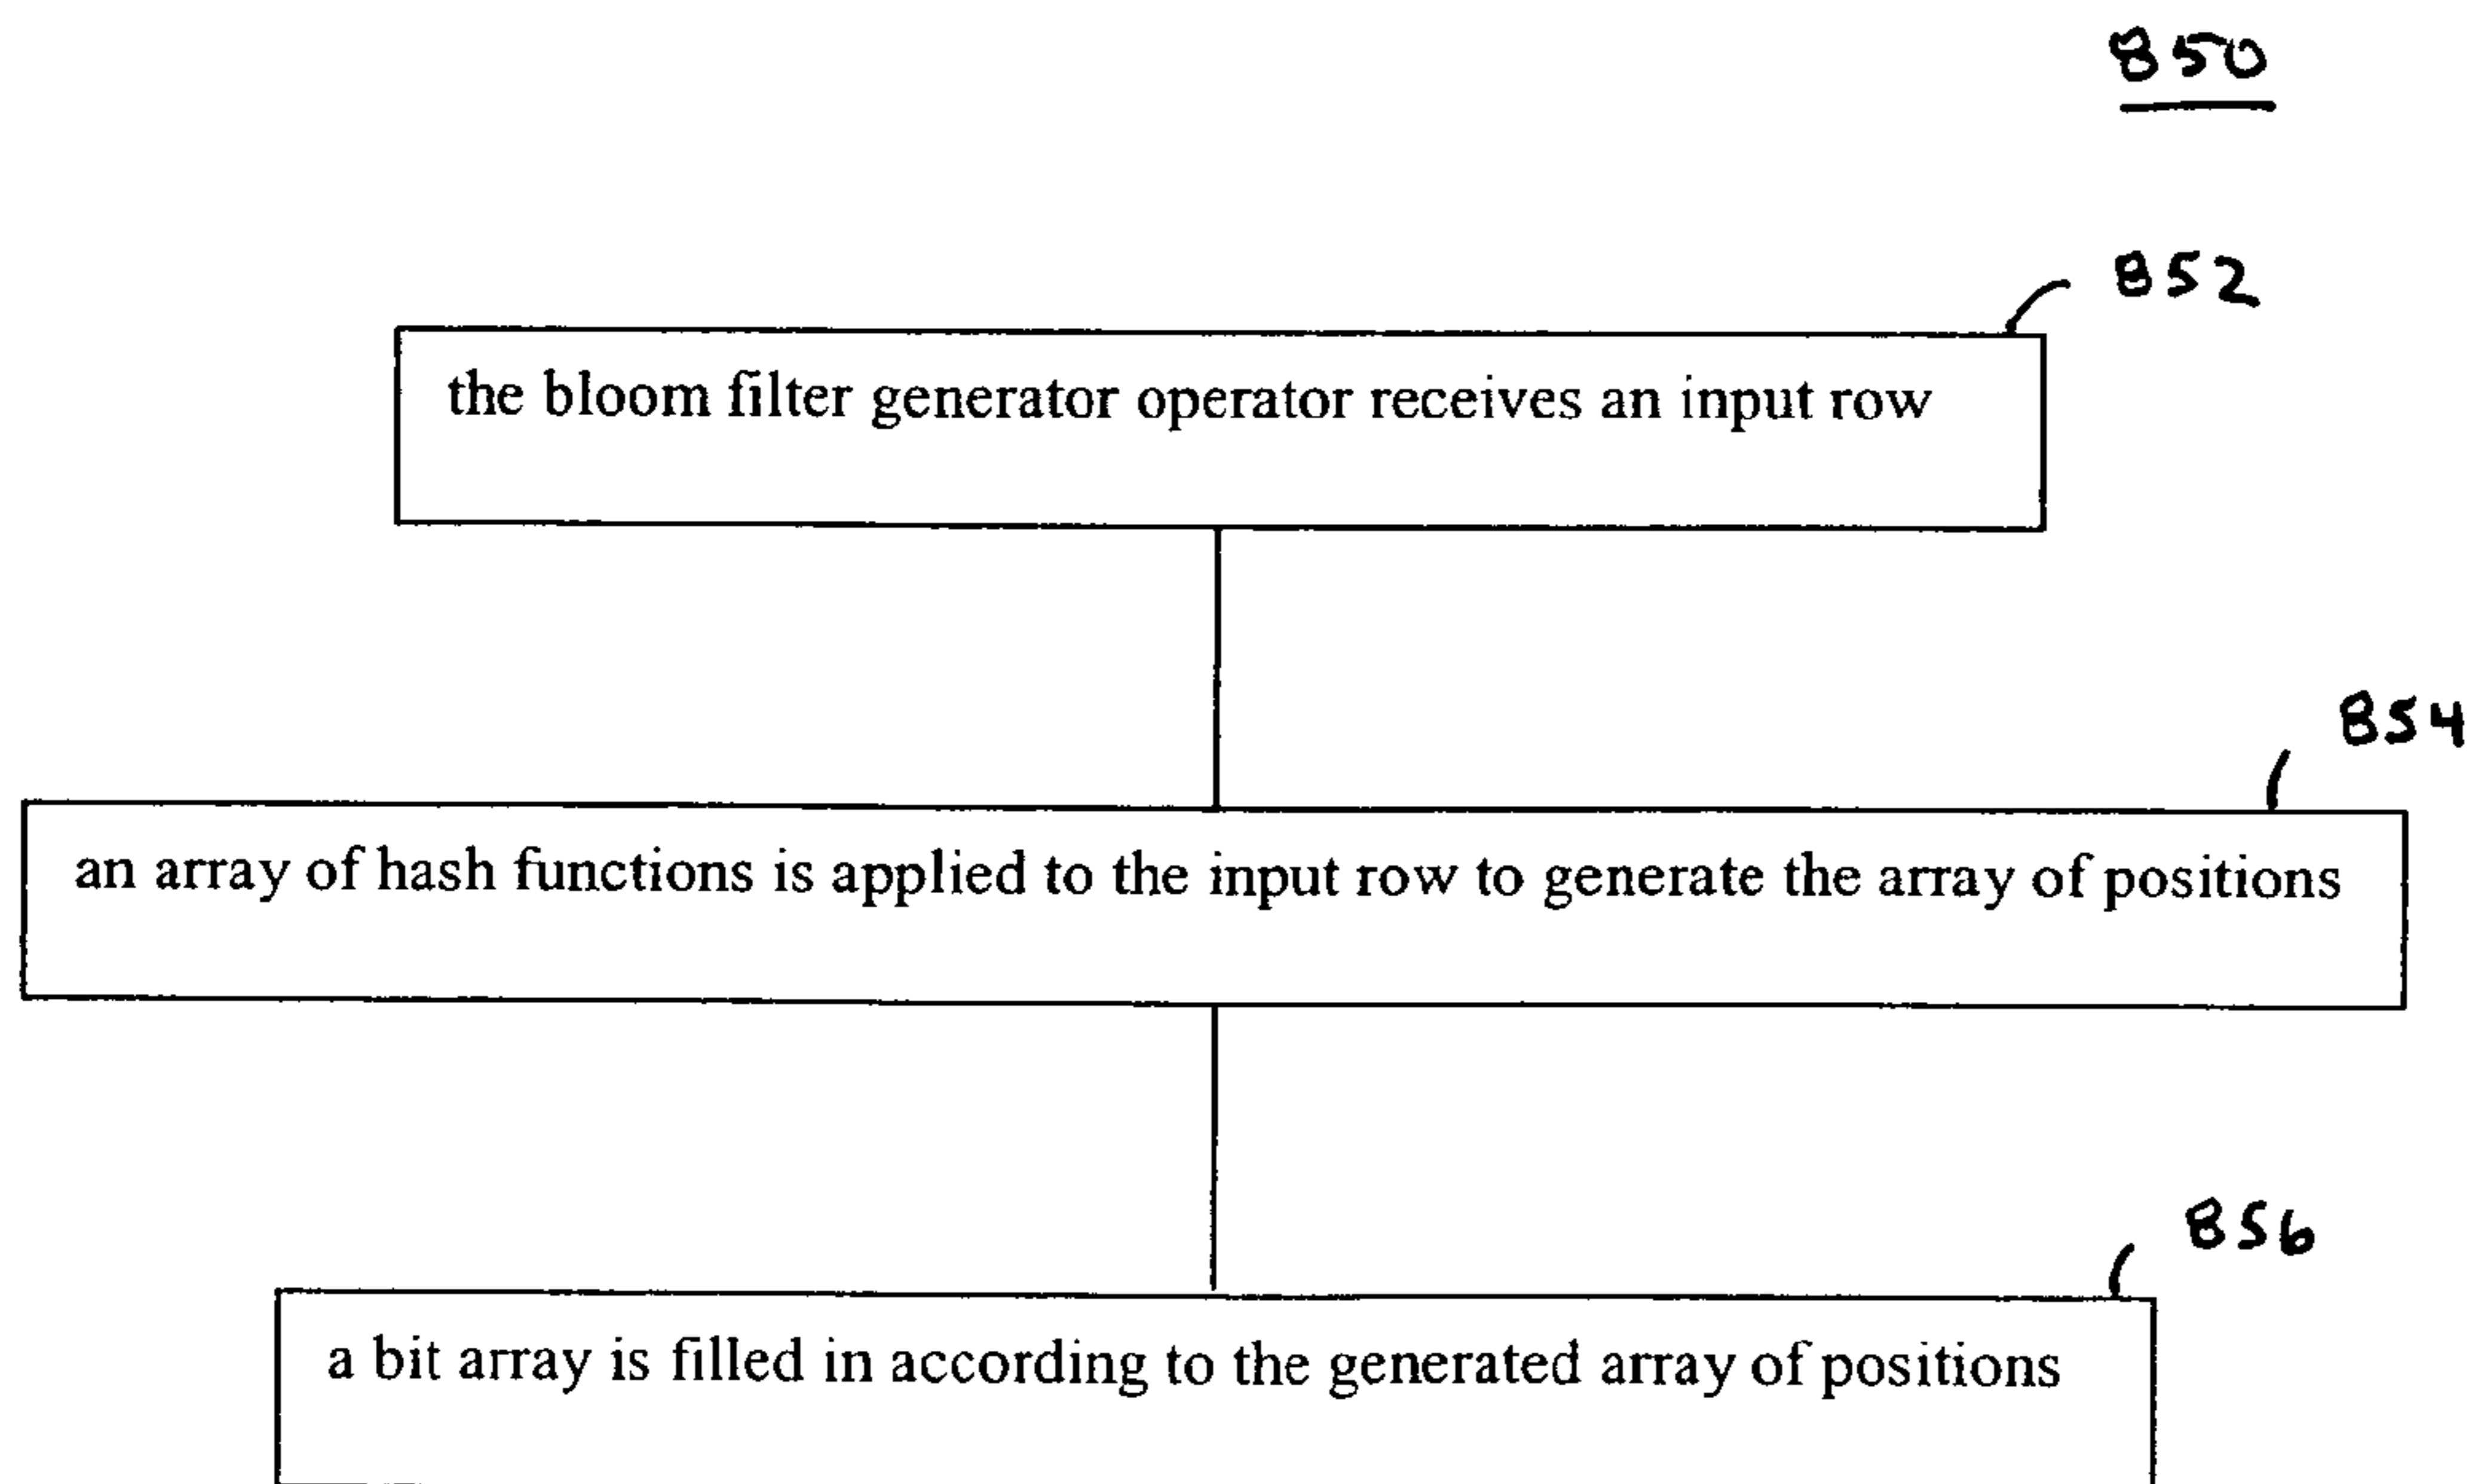 850
852
the bloom filter generator operator receives an input row
854
an array of hash functions is applied to the input row to generate the array of positions
856
a bit array is filled in according to the generated array of positions